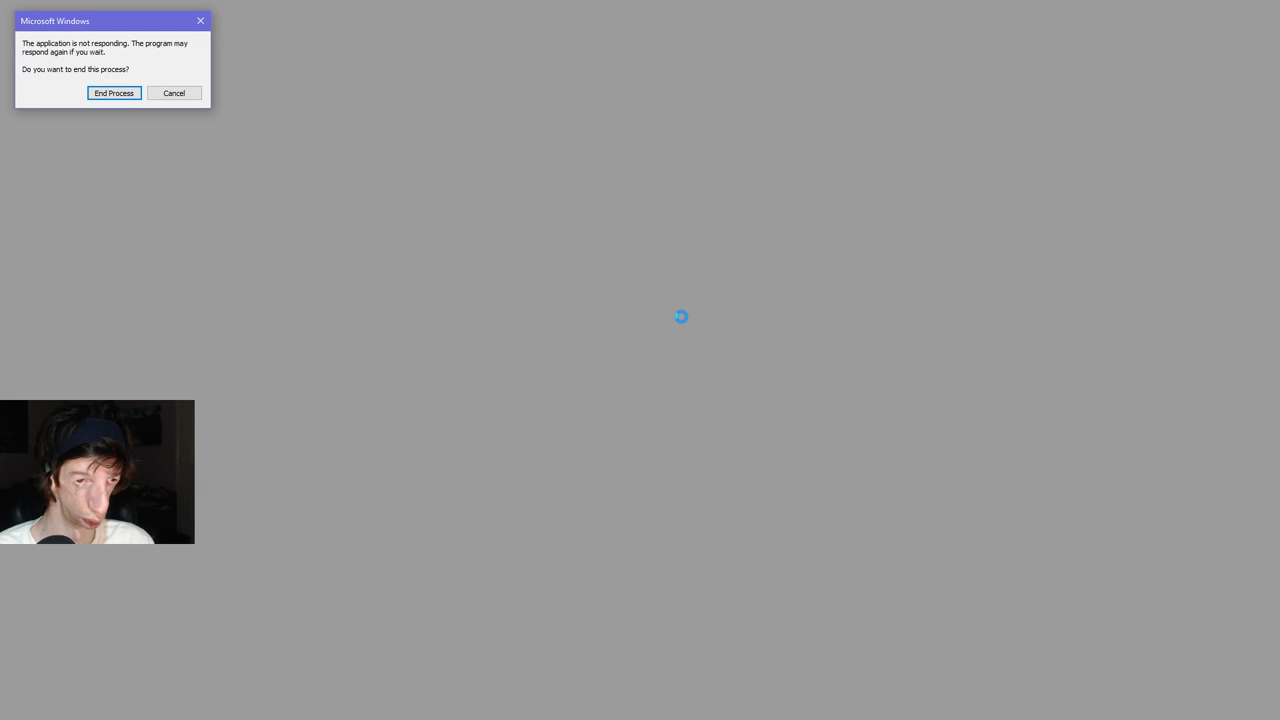 Microsoft Windows
The application is not responding. The program may
respond again if you wait.
Do you want to end this process?
End Process
Cancel